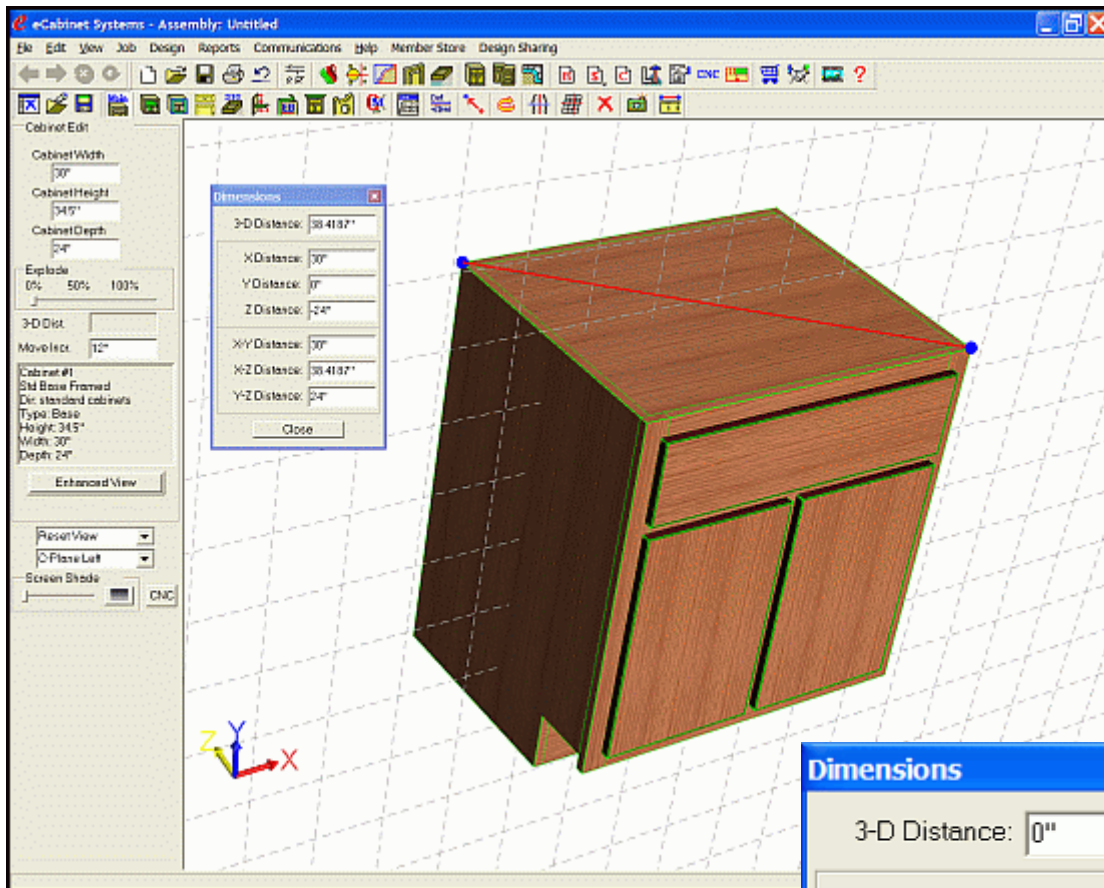 eCabinet Systems - Assembly: Untitled
File Edit View Job Design Reports Communications Help Member Store Design Sharing
CNC
Cabinet Edit
Cabinet Width
30"
Cabinet Height
34.5"
Cabinet Depth
24"
Explode
0% 50% 100%
3-D Dist.
Move Incr. 12"
Cabinet #1
Std Base Framed
Dir: standard cabinets
Type: Base
Height: 34.5"
Width: 30"
Depth: 24"
Enhanced View
Reset View
C-Plane Left
Screen Shade
CNC
Dimensions
3-D Distance: 38.4187"
X Distance: 30"
Y Distance: 0"
Z Distance: -24"
X-Y Distance: 30"
X-Z Distance: 38.4187"
Y-Z Distance: 24"
Close
Z Y X
Dimensions
3-D Distance: 0"